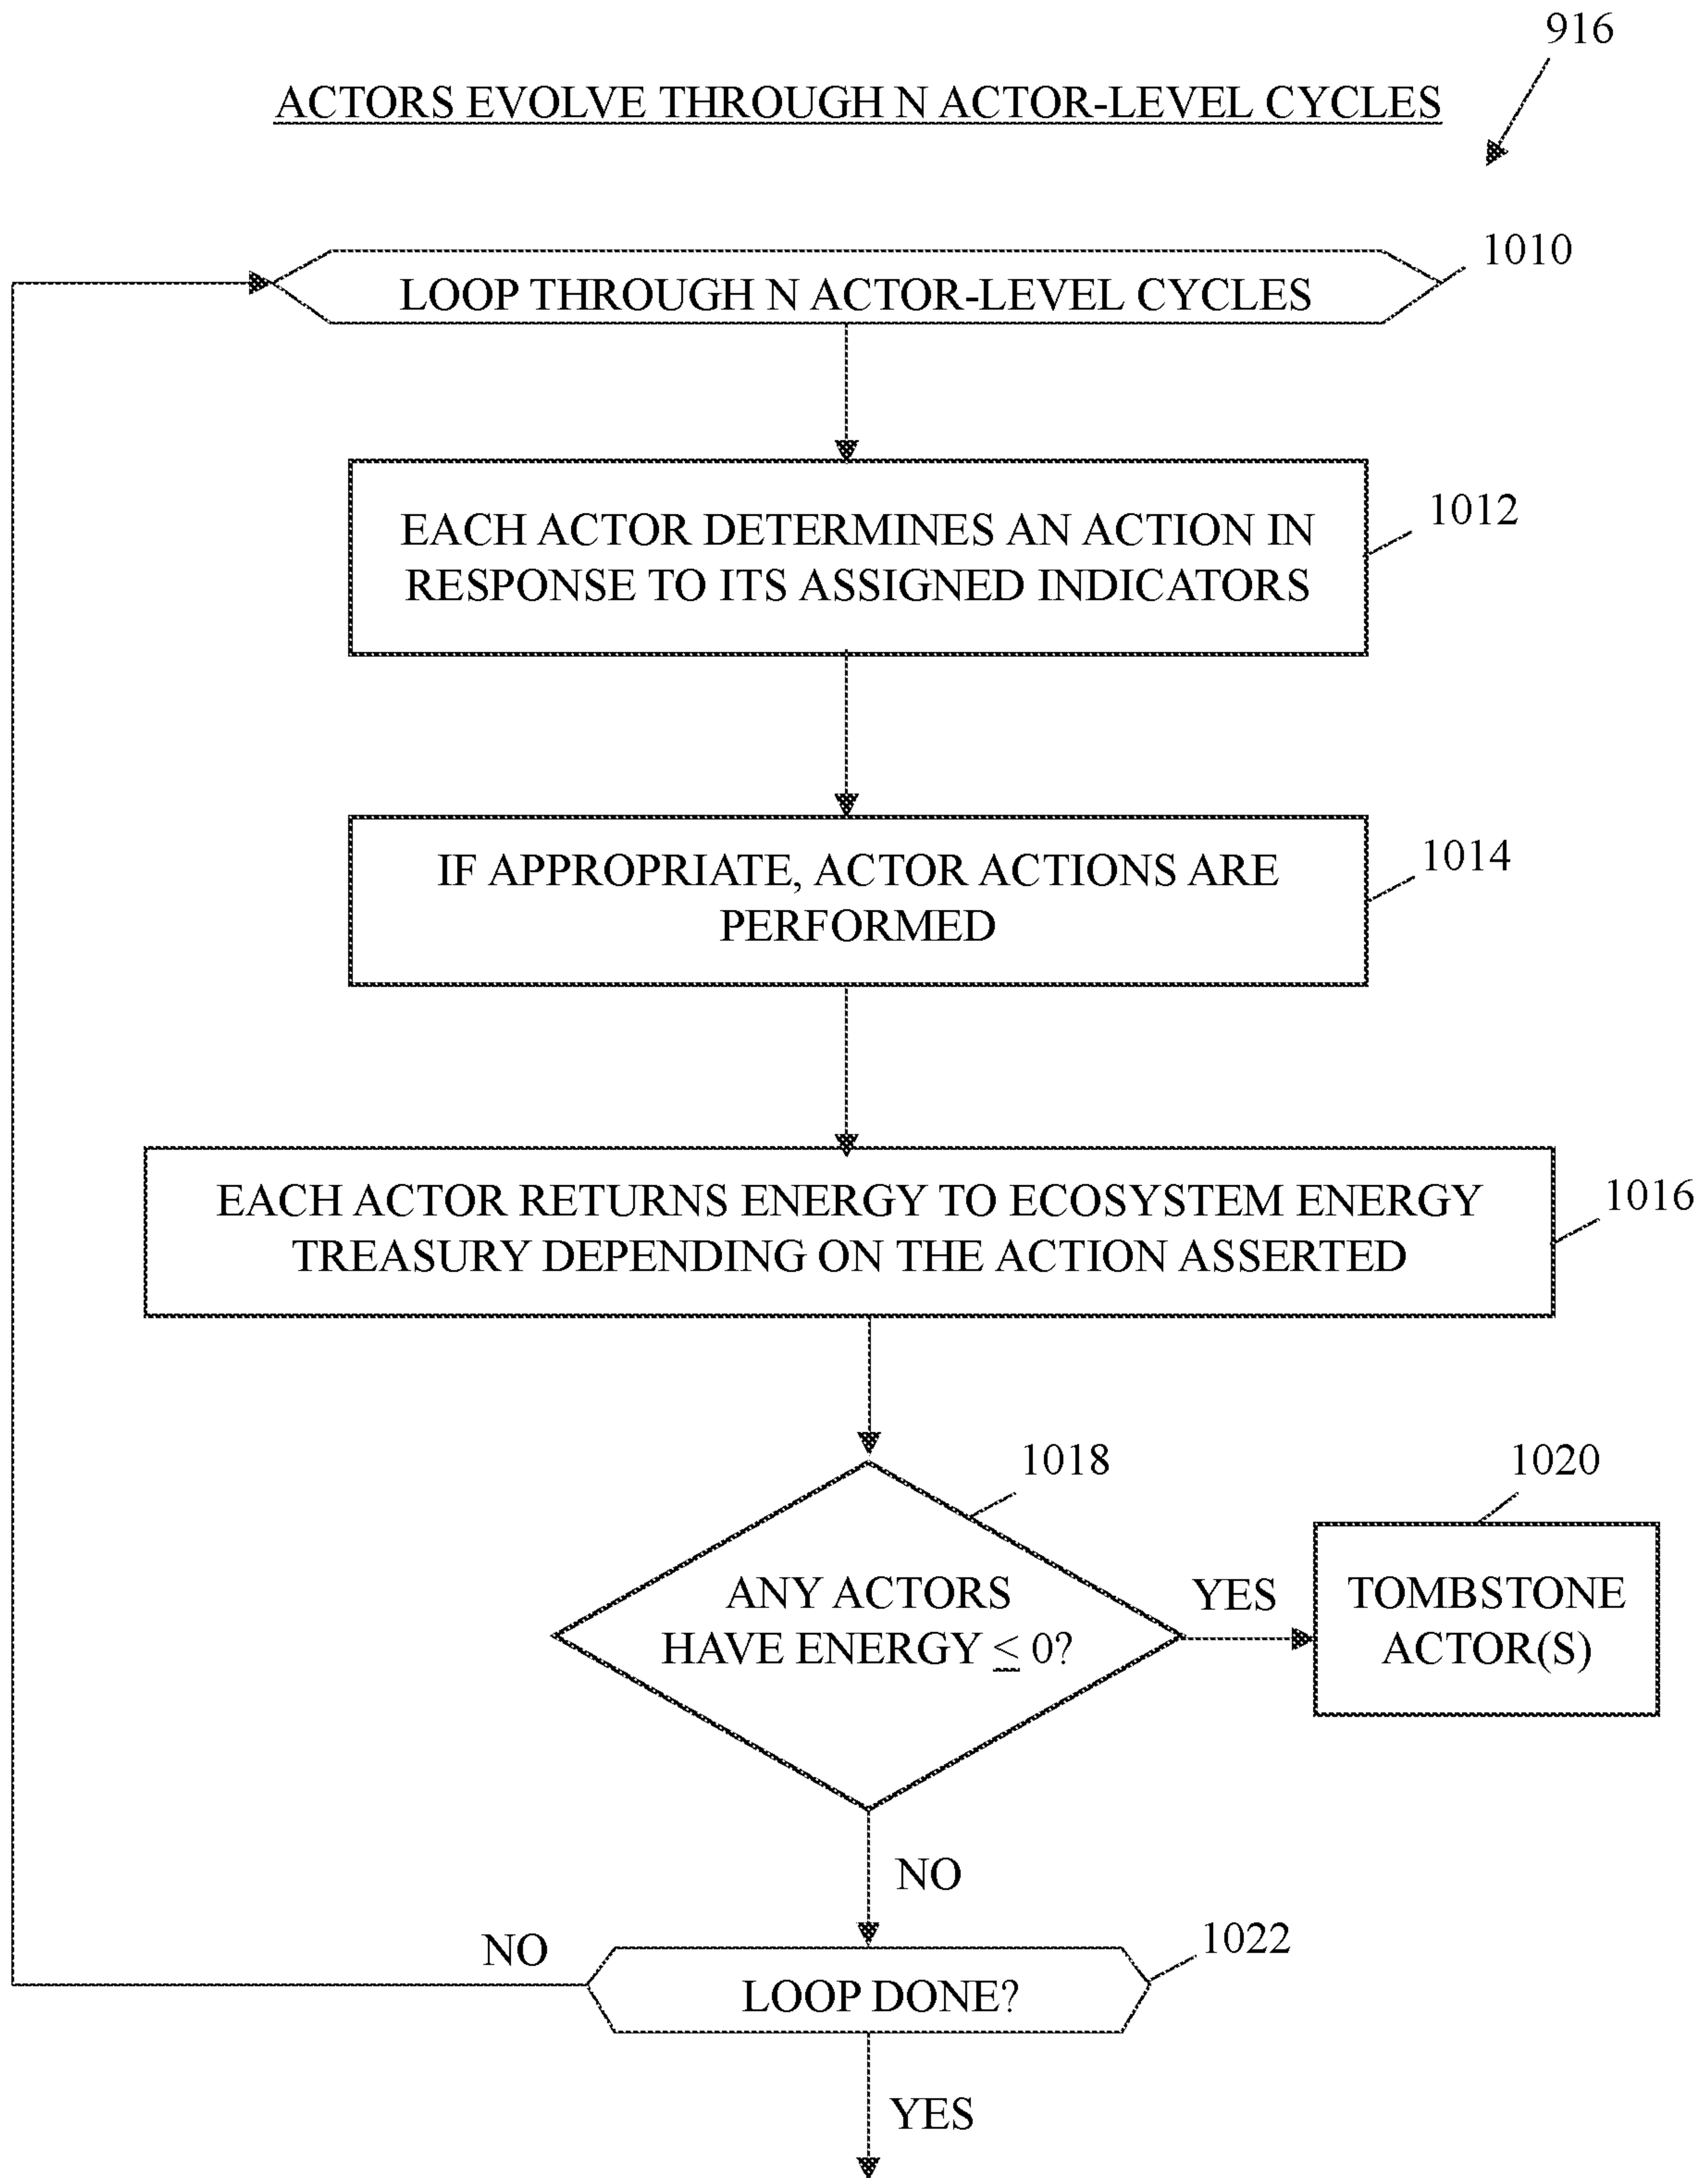 916
ACTORS EVOLVE THROUGH N ACTOR-LEVEL CYCLES
1010
LOOP THROUGH N ACTOR-LEVEL CYCLES
1012
EACH ACTOR DETERMINES AN ACTION IN
RESPONSE TO ITS ASSIGNED INDICATORS
1014
IF APPROPRIATE, ACTOR ACTIONS ARE
PERFORMED
1016
EACH ACTOR RETURNS ENERGY TO ECOSYSTEM ENERGY
TREASURY DEPENDING ON THE ACTION ASSERTED
1018
ANY ACTORS
HAVE ENERGY ≤ 0?
YES
1020
TOMBSTONE
ACTOR(S)
NO
1022
LOOP DONE?
NO
YES